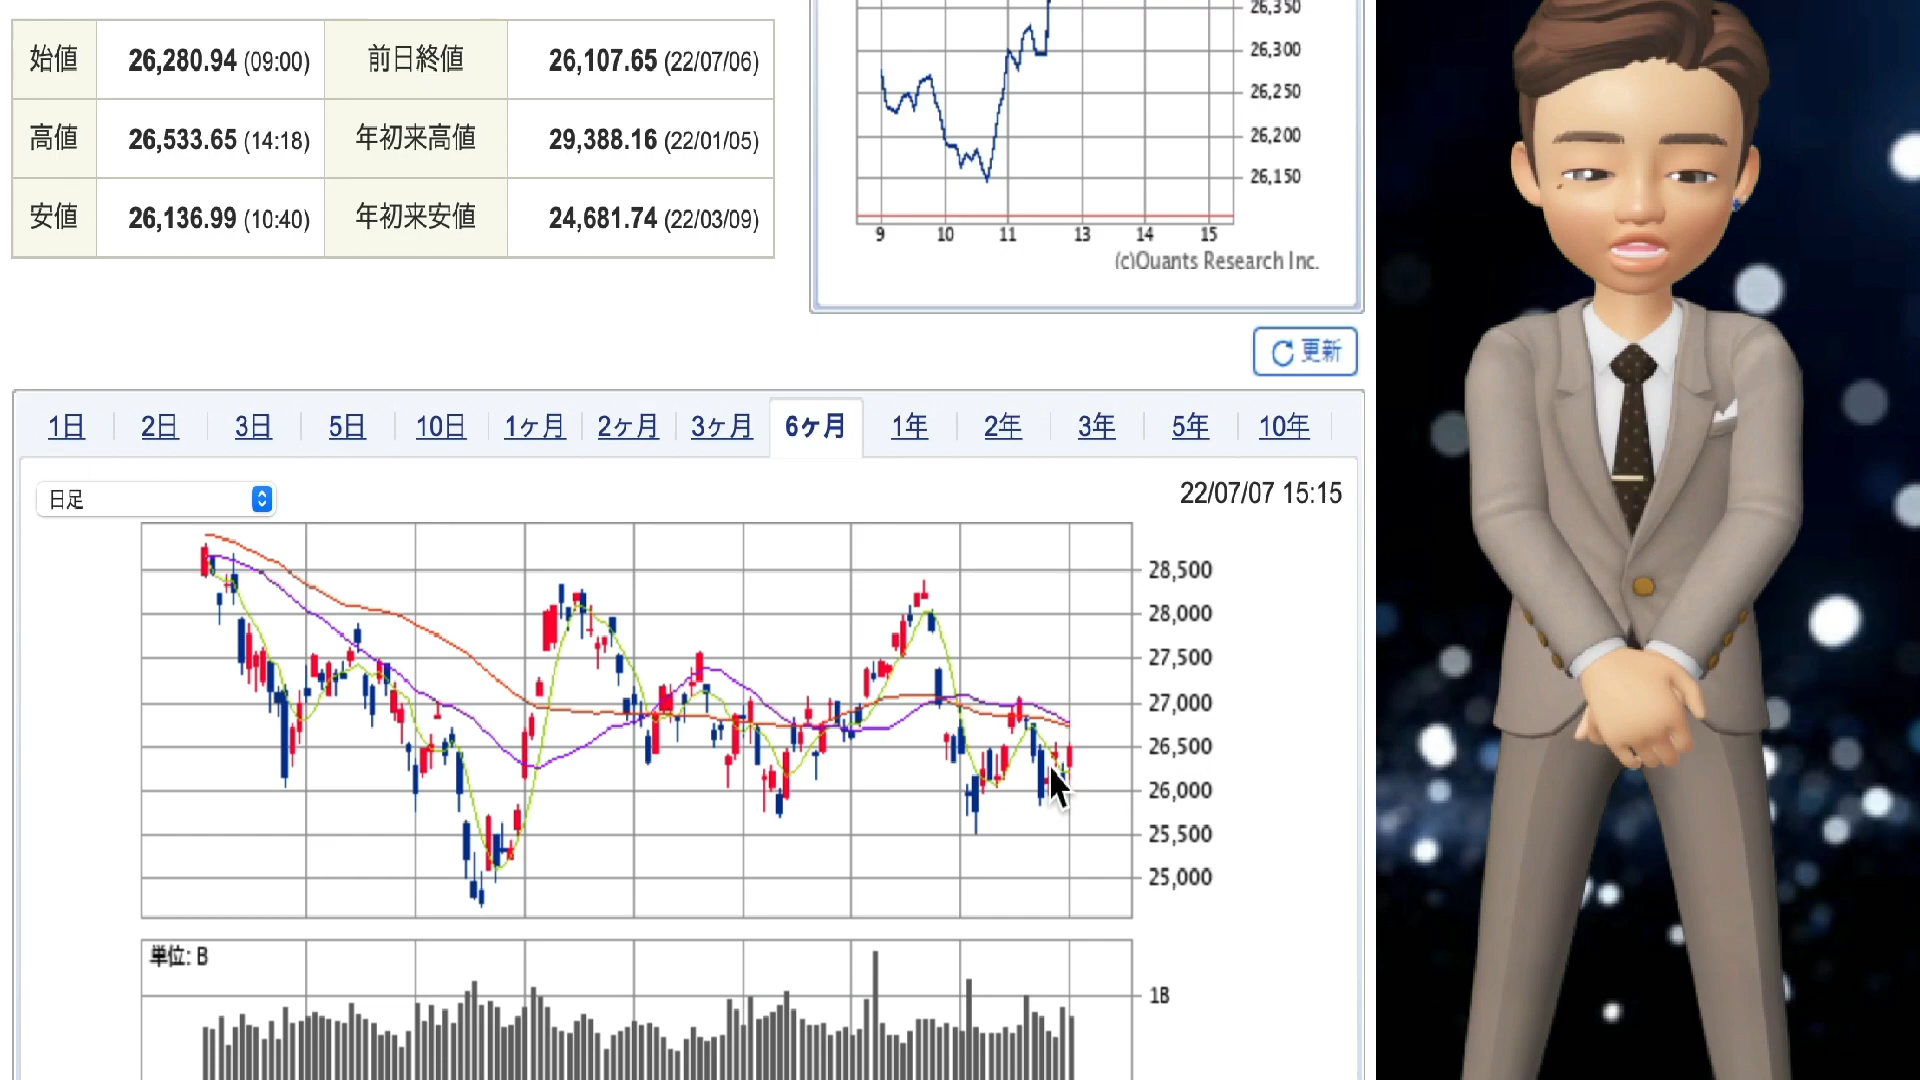 始値 26,280.94 (09:00) 前日終値 26,107.65 (22/07/06)
高値 26,533.65 (14:18) 年初来高値 29,388.16 (22/01/05)
安値 26,136.99 (10:40) 年初来安値 24,681.74 (22/03/09)
26,350
26,300
26,250
26,200
26,150
9 10 11 13 14 15
(c)Quants Research Inc.
更新
1日 2日 3日 5日 10日 1ヶ月 2ヶ月 3ヶ月 6ヶ月 1年 2年 3年 5年 10年
日足
22/07/07 15:15
28,500
28,000
27,500
27,000
26,500
26,000
25,500
25,000
単位: B
1B